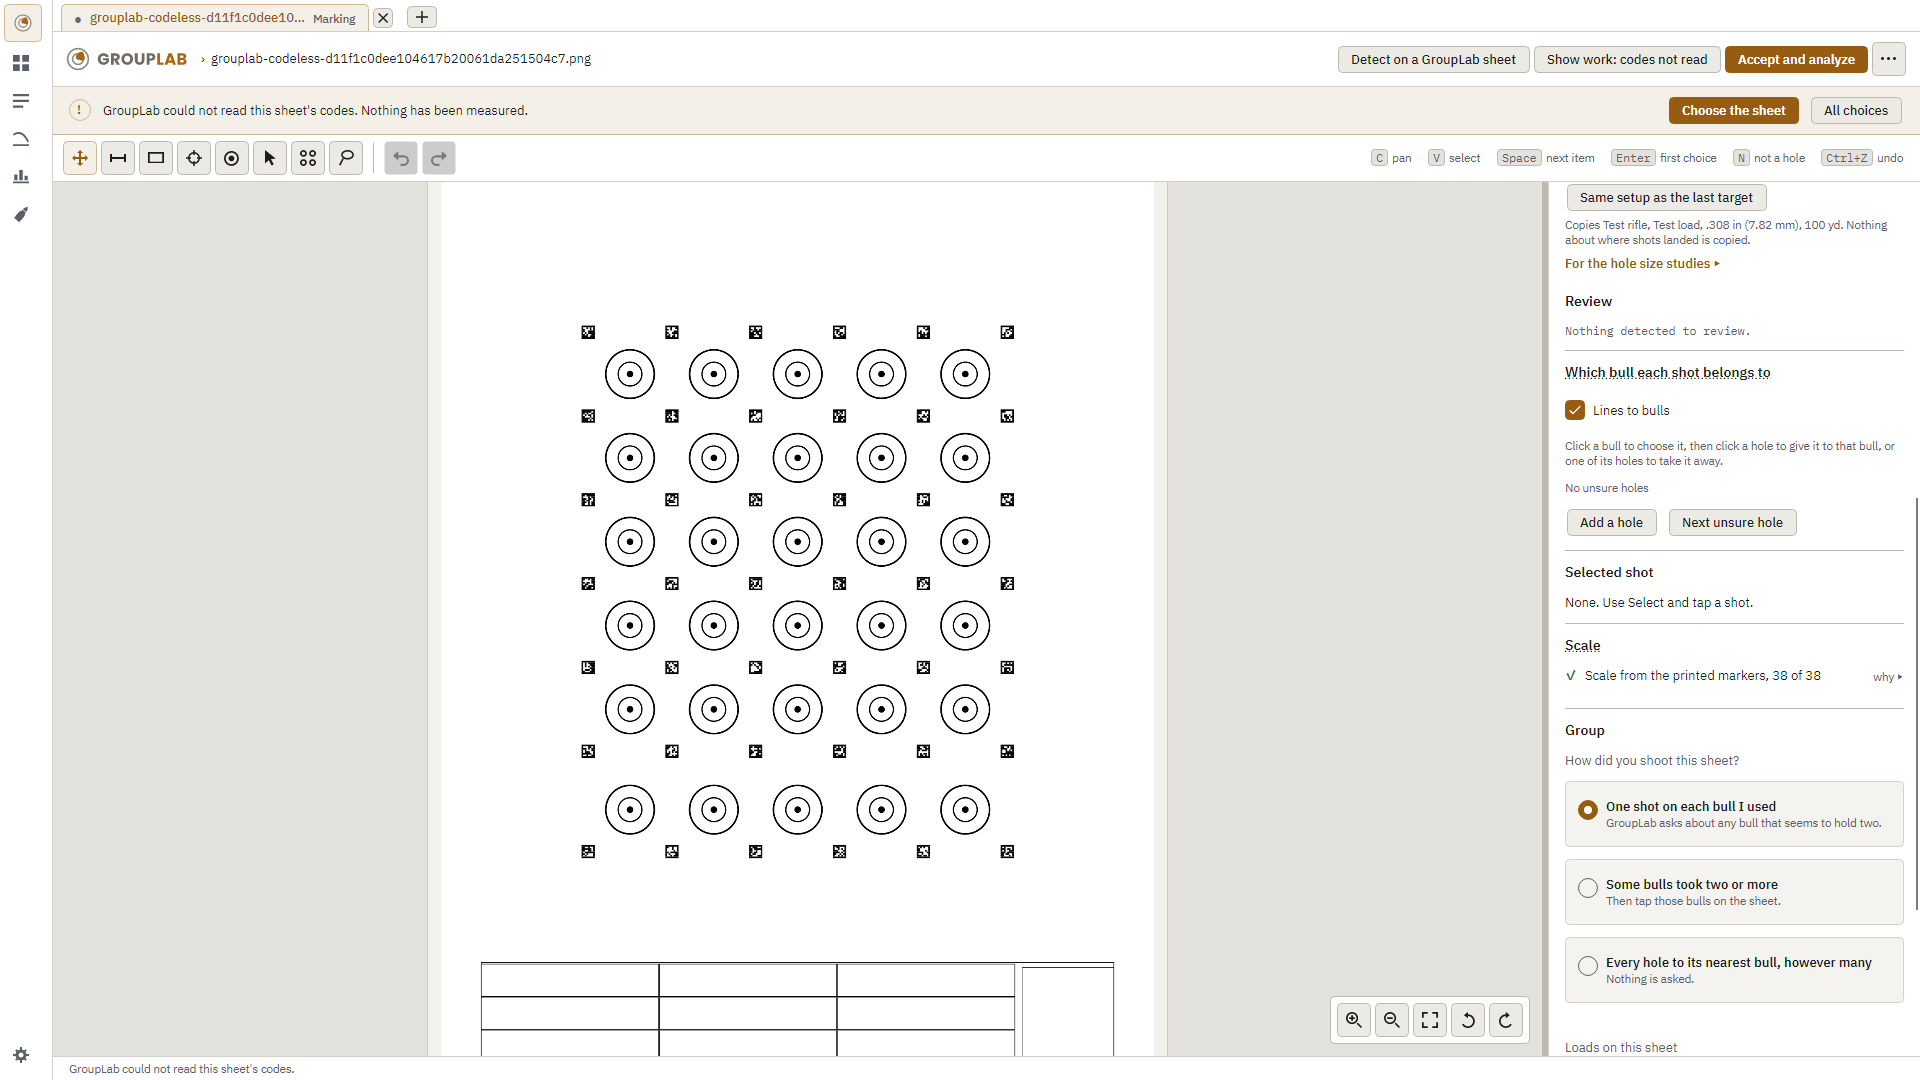 grouplab-codeless-d11f1c0dee10... Marking
GROUPLAB › grouplab-codeless-d11f1c0dee104617b20061da251504c7.png
Detect on a GroupLab sheet
Show work: codes not read
Accept and analyze
GroupLab could not read this sheet's codes. Nothing has been measured.
Choose the sheet
All choices
C pan V select Space next item Enter first choice N not a hole Ctrl+Z undo
Same setup as the last target
Copies Test rifle, Test load, .308 in (7.82 mm), 100 yd. Nothing
about where shots landed is copied.
For the hole size studies ▸
Review
Nothing detected to review.
Which bull each shot belongs to
Lines to bulls
Click a bull to choose it, then click a hole to give it to that bull, or
one of its holes to take it away.
No unsure holes
Add a hole
Next unsure hole
Selected shot
None. Use Select and tap a shot.
Scale
✓ Scale from the printed markers, 38 of 38
why ▸
Group
How did you shoot this sheet?
One shot on each bull I used
GroupLab asks about any bull that seems to hold two.
Some bulls took two or more
Then tap those bulls on the sheet.
Every hole to its nearest bull, however many
Nothing is asked.
Loads on this sheet
GroupLab could not read this sheet's codes.